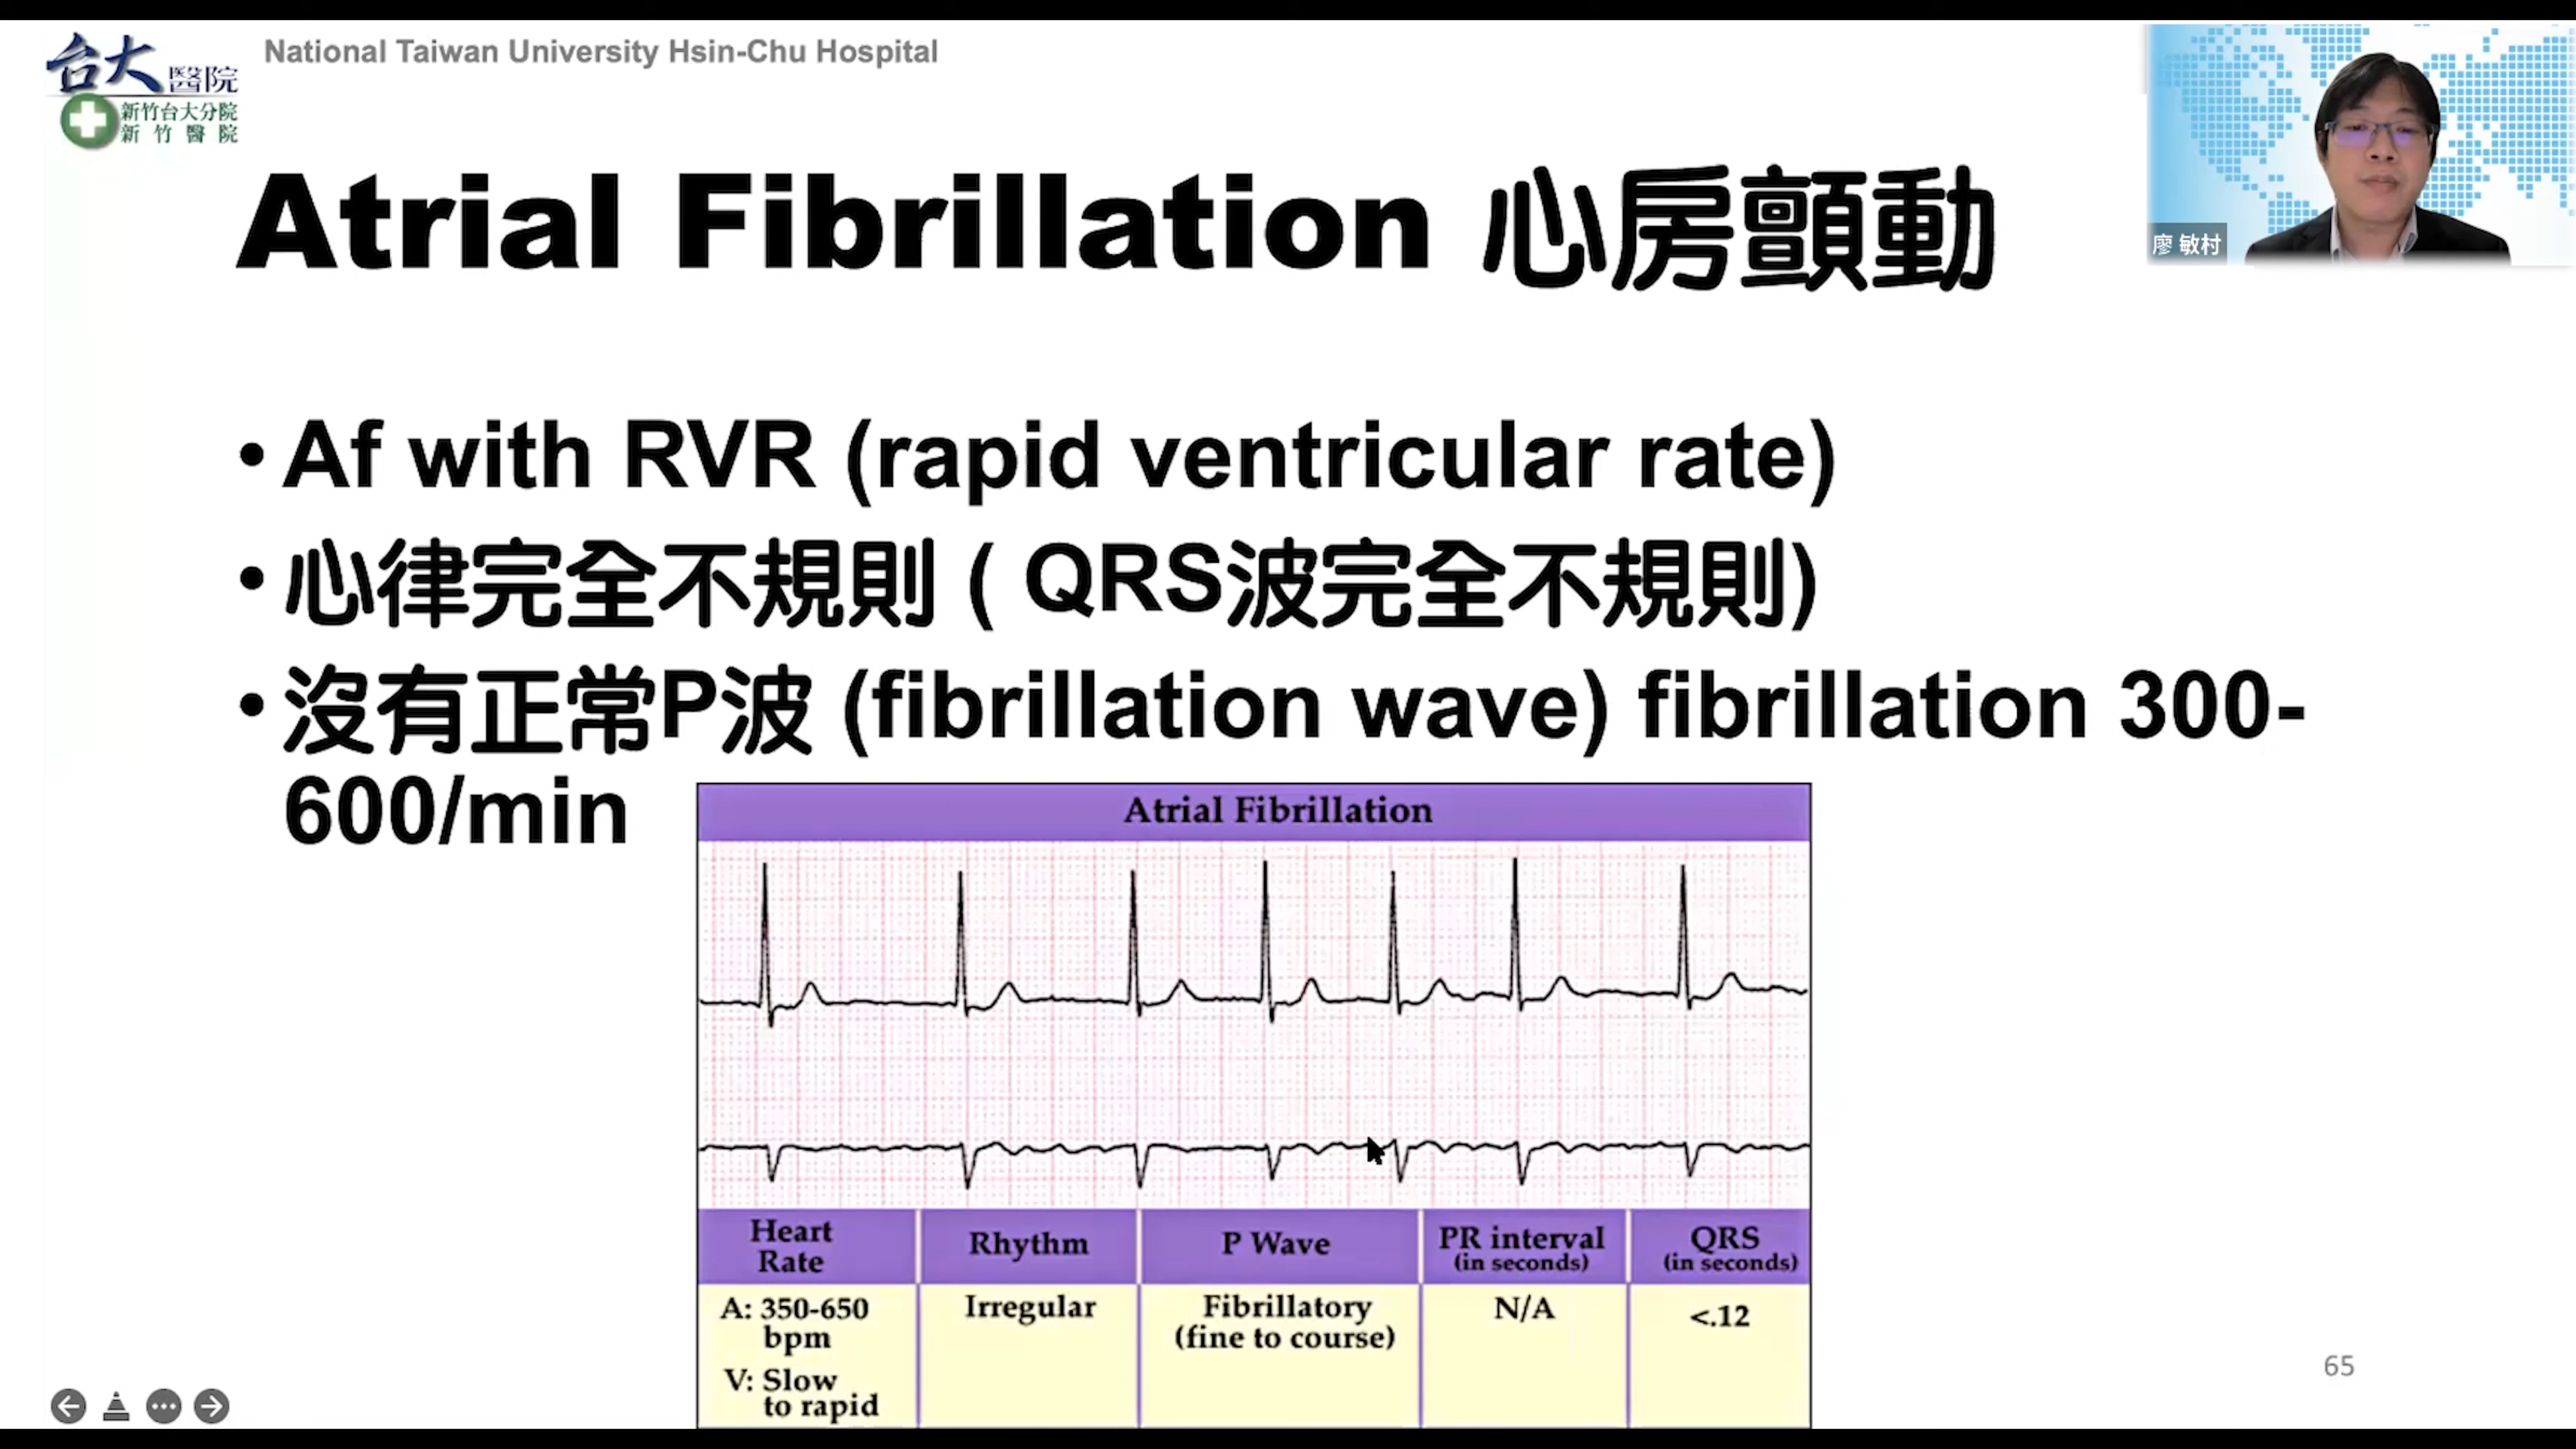 台大醫院
新竹台大分院
新竹醫院
National Taiwan University Hsin-Chu Hospital
廖 敏村
Atrial Fibrillation 心房顫動
• Af with RVR (rapid ventricular rate)
• 心律完全不規則 ( QRS波完全不規則)
• 沒有正常P波 (fibrillation wave) fibrillation 300-
600/min
Atrial Fibrillation
Heart Rate
Rhythm
P Wave
PR interval
(in seconds)
QRS
(in seconds)
A: 350-650
bpm
V: Slow
to rapid
Irregular
Fibrillatory
(fine to course)
N/A
<.12
65